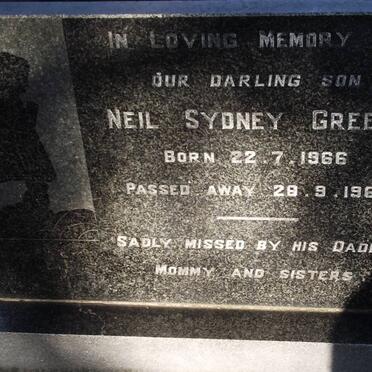 IN LOVING MEMORY
OUR DARLING SON
NEIL SYDNEY GREE
BORN 22.7.1966
PASSED AWAY 28.9.196
SADLY MISSED BY HIS DADD
MOMMY AND SISTERS